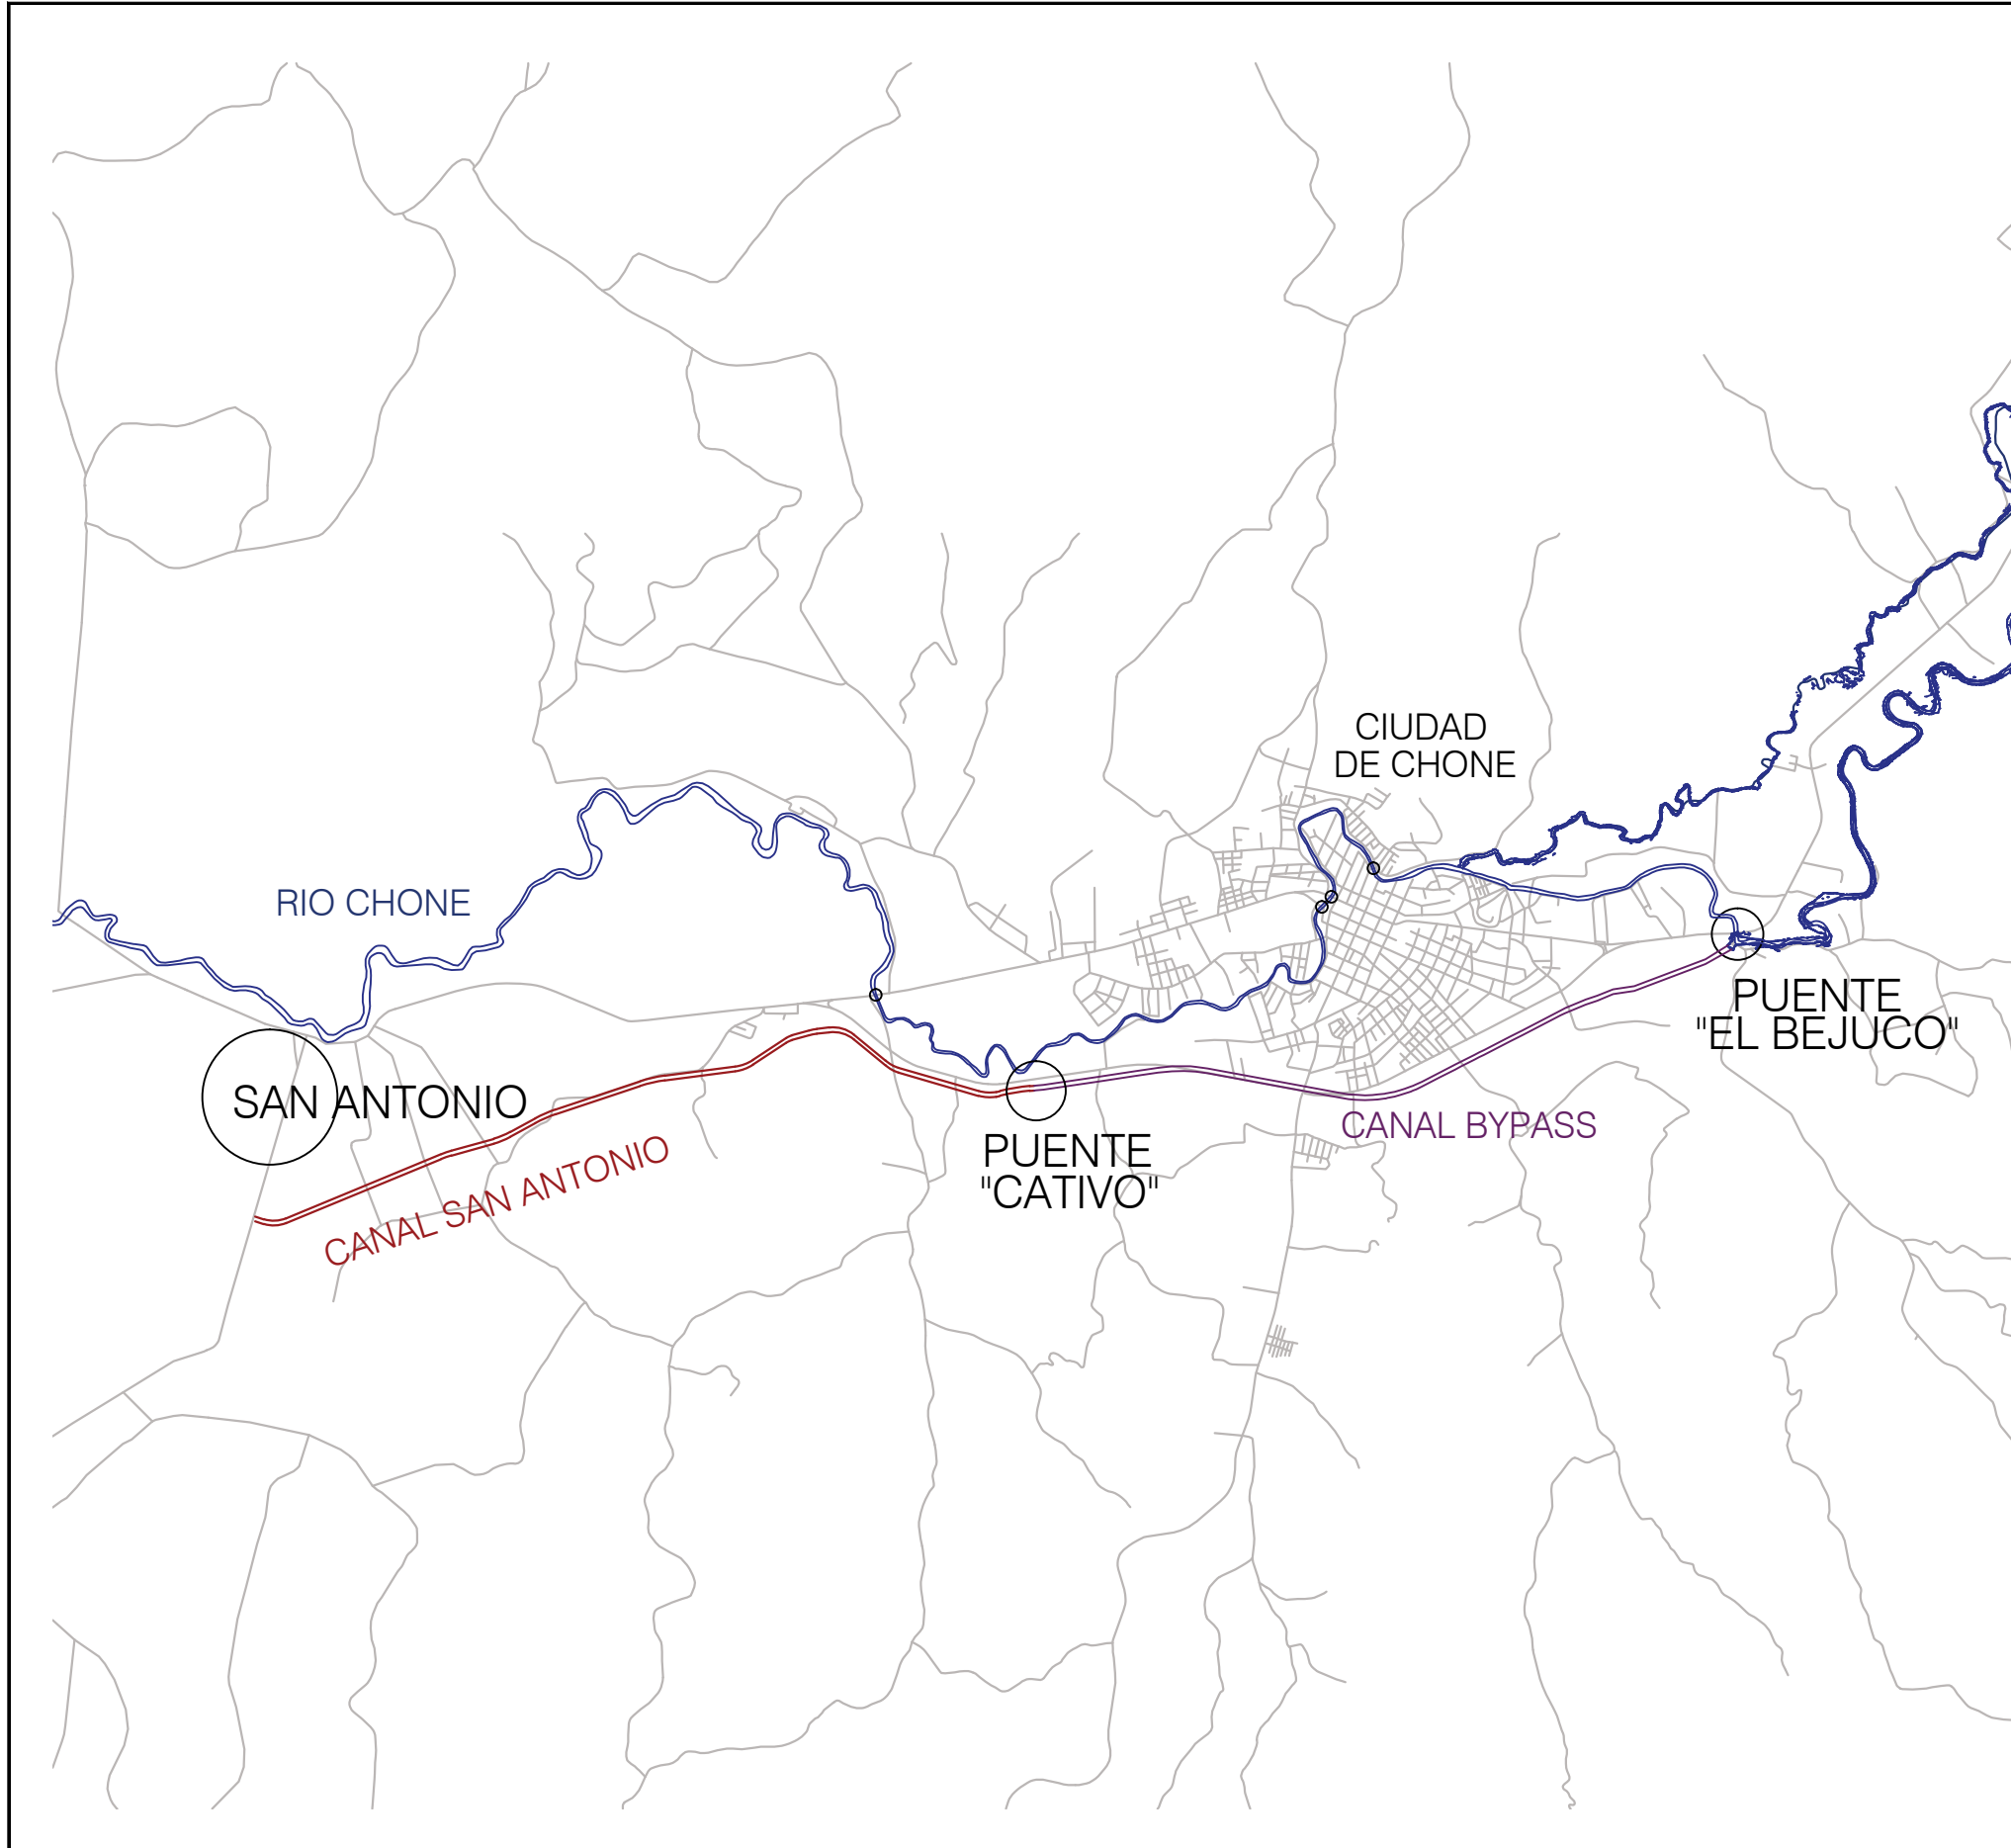 CIUDAD
DE CHONE
RIO CHONE
PUENTE
"EL BEJUCO"
SAN ANTONIO
CANAL BYPASS
PUENTE
"CATIVO"
CANAL SAN ANTONIO